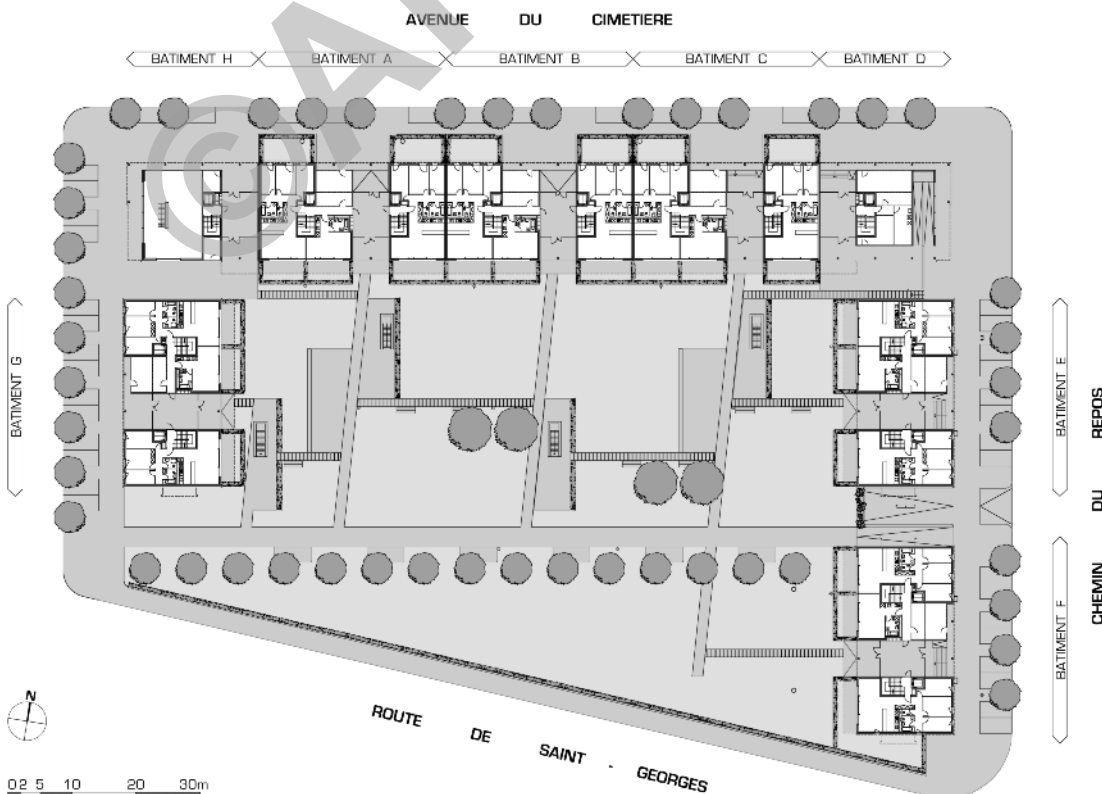 AVENUE DU CIMETIERE
BATIMENT H
BATIMENT A
BATIMENT B
BATIMENT C
BATIMENT D
BATIMENT G
BATIMENT E
CHEMIN DU REPOS
BATIMENT F
ROUTE DE SAINT - GEORGES
N
0 2 5 10 20 30m